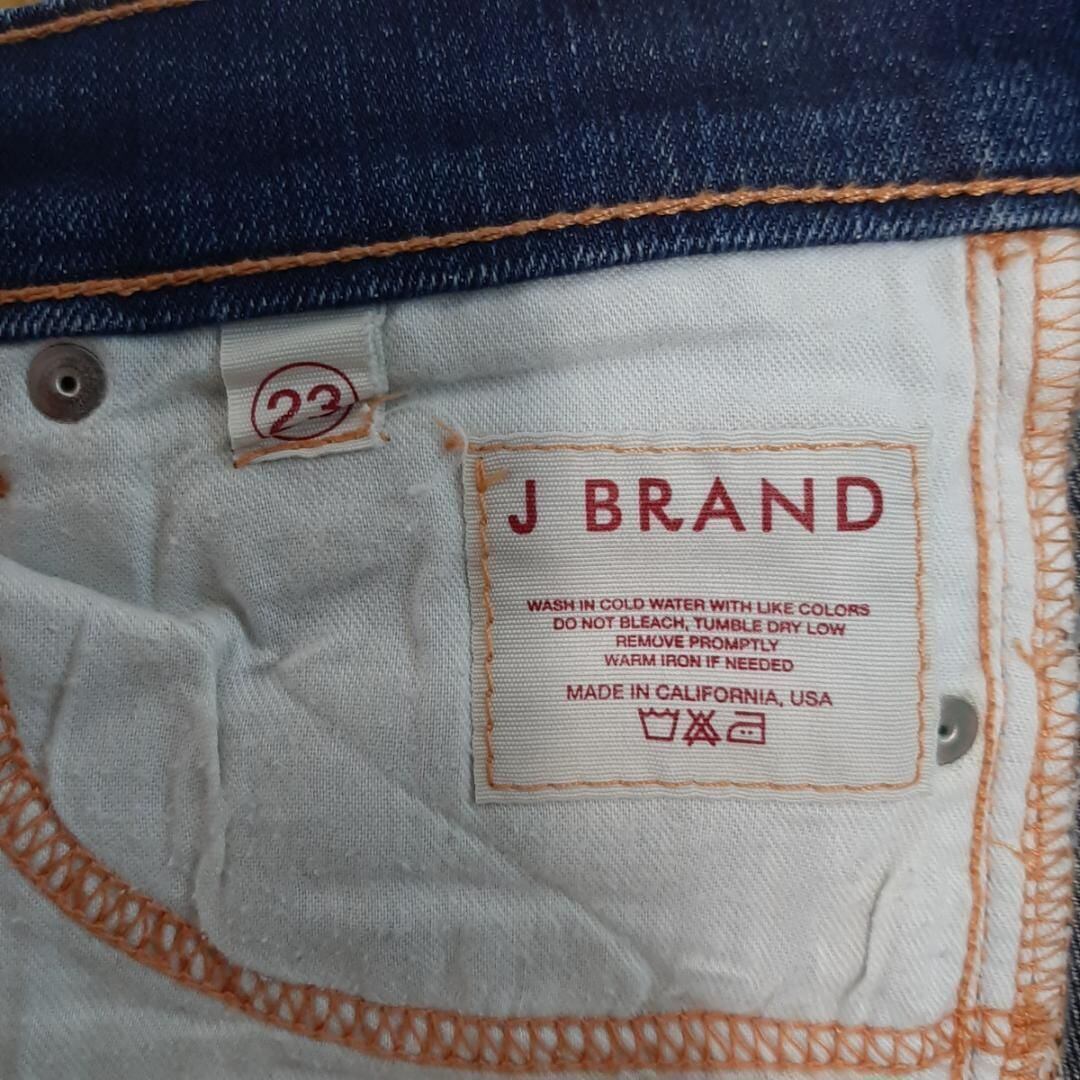 23
J BRAND
WASH IN COLD WATER WITH LIKE COLORS
DO NOT BLEACH, TUMBLE DRY LOW
REMOVE PROMPTLY
WARM IRON IF NEEDED
MADE IN CALIFORNIA, USA